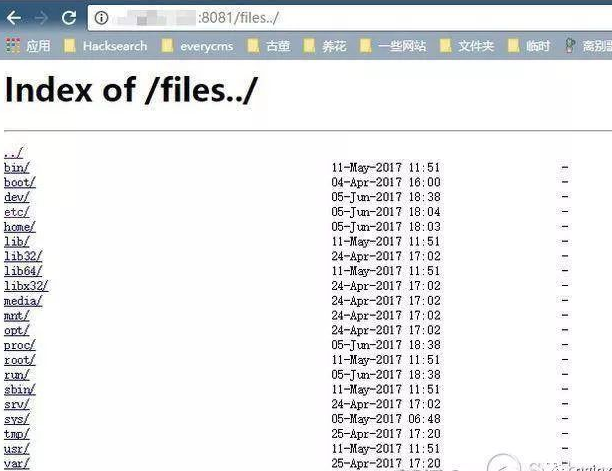 :8081/files../
应用 Hacksearch everycms 古董 养花 一些网站 文件夹 临时
Index of /files../
../
bin/ 11-May-2017 11:51 -
boot/ 04-Apr-2017 16:00 -
dev/ 05-Jun-2017 18:38 -
etc/ 05-Jun-2017 18:04 -
home/ 05-Jun-2017 18:03 -
lib/ 11-May-2017 11:51 -
lib32/ 24-Apr-2017 17:02 -
lib64/ 11-May-2017 11:51 -
libx32/ 24-Apr-2017 17:02 -
media/ 24-Apr-2017 17:02 -
mnt/ 24-Apr-2017 17:02 -
opt/ 24-Apr-2017 17:02 -
proc/ 05-Jun-2017 18:38 -
root/ 11-May-2017 11:51 -
run/ 05-Jun-2017 18:38 -
sbin/ 11-May-2017 11:51 -
srv/ 24-Apr-2017 17:02 -
sys/ 05-May-2017 06:48 -
tmp/ 25-Apr-2017 17:20 -
usr/ 11-May-2017 11:51 -
var/ 25-Apr-2017 17:20 -